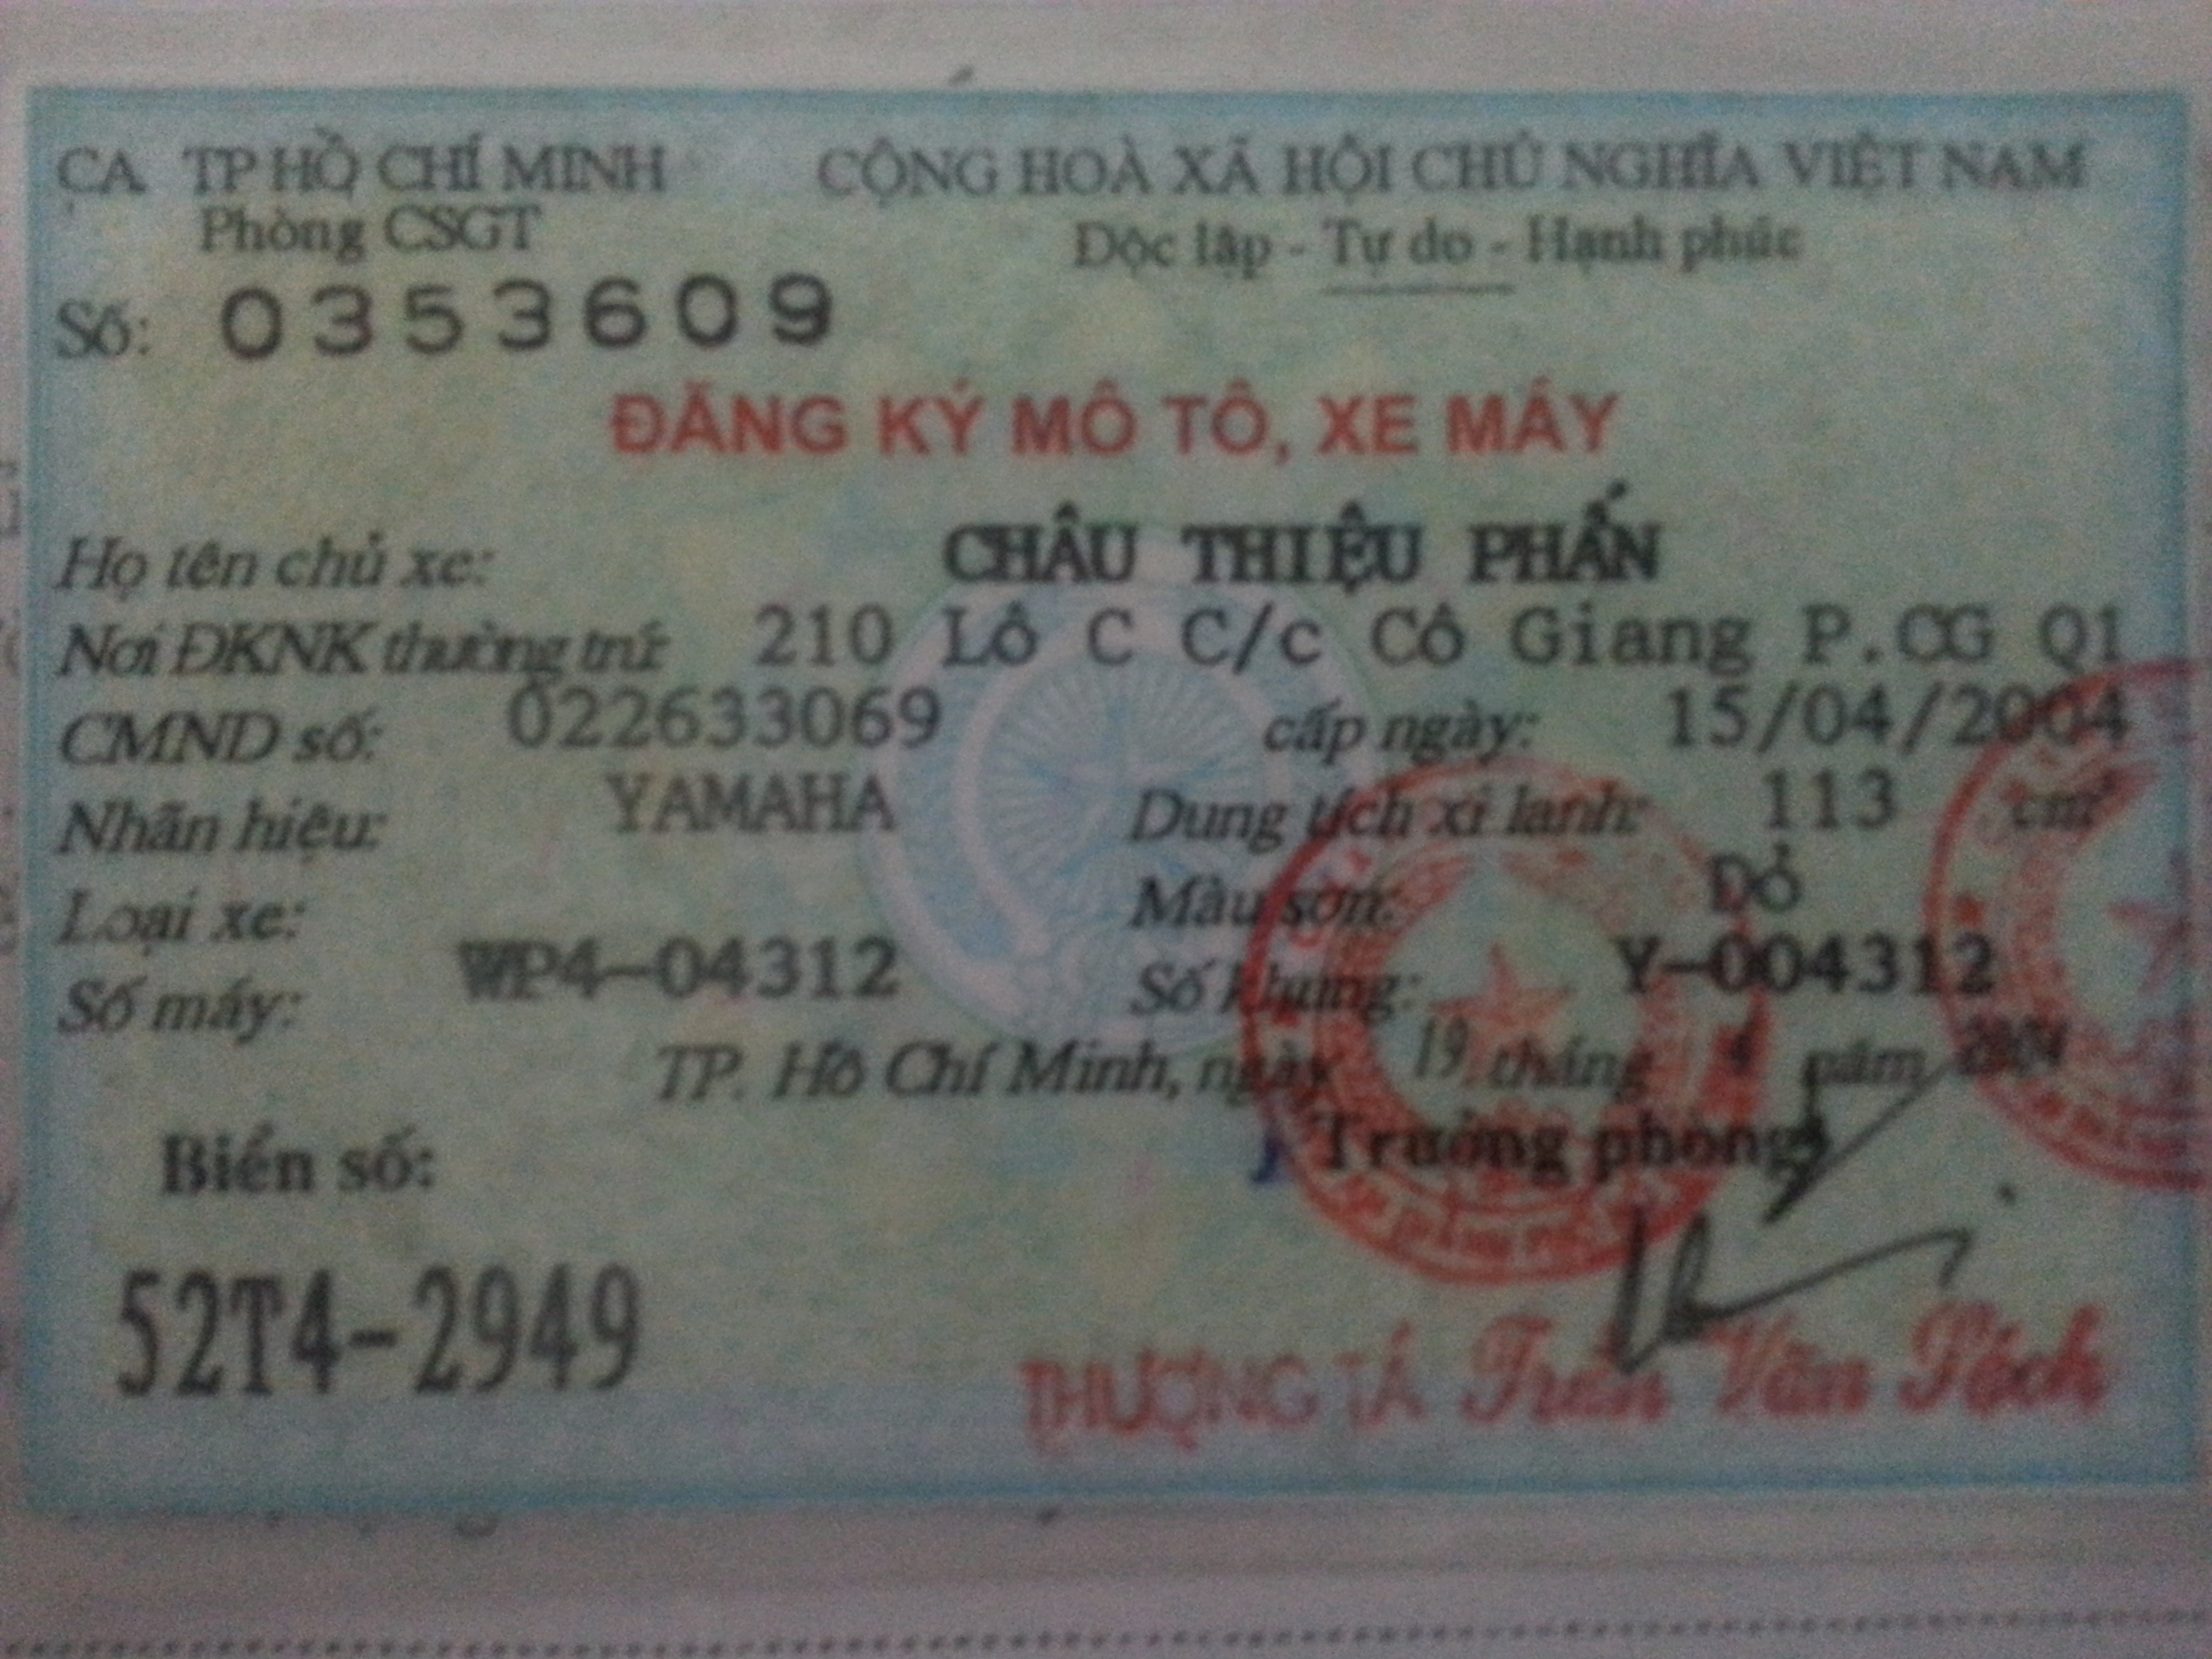 CA TP HỒ CHÍ MINH
Phòng CSGT
CỘNG HOÀ XÃ HỘI CHỦ NGHĨA VIỆT NAM
Độc lập - Tự do - Hạnh phúc
Số: 0353609
ĐĂNG KÝ MÔ TÔ, XE MÁY
Họ tên chủ xe: CHÂU THIỆU PHẤN
Nơi ĐKNK thường trú: 210 Lô C C/c Cô Giang P.CG Q1
CMND số: 022633069 cấp ngày: 15/04/2004
Nhãn hiệu: YAMAHA Dung tích xi lanh: 113 cm³
Loại xe: Màu sơn: Đỏ
Số máy: WP4-04312 Số khung: Y-004312
TP. Hồ Chí Minh, ngày 19 tháng 4 năm 2004
Trưởng phòng
Biển số:
52T4-2949
THƯỢNG TÁ Trần Văn